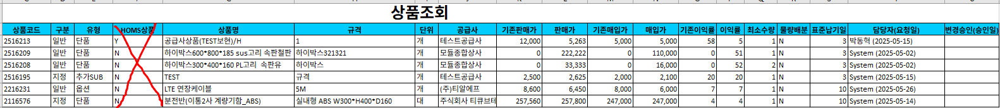 상품조회
상품코드 구분 유형 HOMS상품 상품명 규격 단위 공급사 기존판매가 판매가 기존매입가 매입가 기존이익률 이익률 최소수량 물량배분 표준납기일 담당자(요청일) 변경승인(승인일)
2516213 일반 단품 Y 공급사상품(TEST보현)/H 1 개 테스트공급사 12,000 5,263 5,000 5,000 58 5 1 N 3 박동혁 (2025-05-15)
2516209 일반 단품 N 하이박스600*800*185 sus고리 속판철판 하이박스321321 개 모듈종합상사 0 222,222 0 110,000 0 51 1 N 3 System (2025-05-02)
2516208 일반 단품 N 하이박스300*400*160 PL고리 속판유 하이박스 개 모듈종합상사 0 33,333 0 16,000 0 52 2 N 3 System (2025-05-02)
2516195 지정 추가SUB N TEST 규격 개 테스트공급사 2,500 2,625 2,000 2,100 20 20 1 N 3 System (2025-05-15)
2216231 일반 옵션 N LTE 연장케이블 5M 개 (주)티알에프 8,600 6,450 8,000 6,000 7 7 1 N 10 System (2025-05-26)
2116576 지정 단품 N 분전반(이통2사 계량기함_ABS) 실내형 ABS W300*H400*D160 대 주식회사 티큐브테 257,560 257,800 247,000 247,000 4 4 1 N 10 System (2025-05-14)